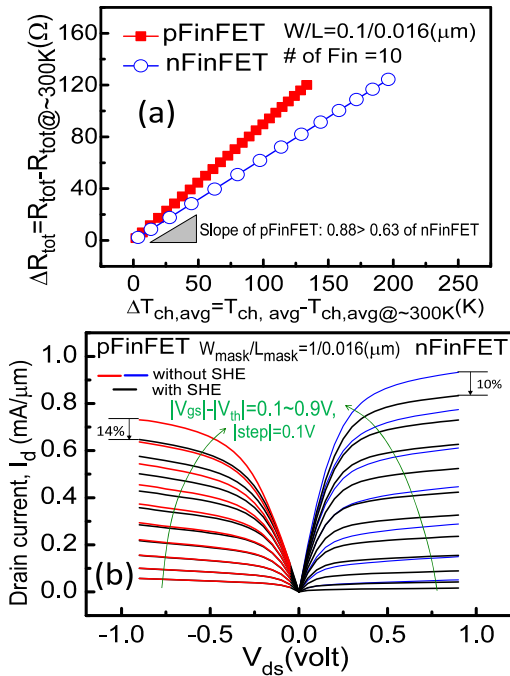 (a)
pFinFET
nFinFET
W/L=0.1/0.016(μm)
# of Fin =10
160
120
80
40
0
ΔR_tot=R_tot-R_tot@~300K(Ω)
Slope of pFinFET: 0.88> 0.63 of nFinFET
0 50 100 150 200 250
ΔT_ch,avg=T_ch, avg-T_ch,avg@~300K(K)
pFinFET W_mask/L_mask=1/0.016(μm) nFinFET
without SHE
with SHE
|V_gs|-|V_th|=0.1~0.9V,
|step|=0.1V
14%
10%
1.0
0.8
0.6
0.4
0.2
0.0
Drain current, I_d (mA/μm)
(b)
-1.0 -0.5 0.0 0.5 1.0
V_ds(volt)